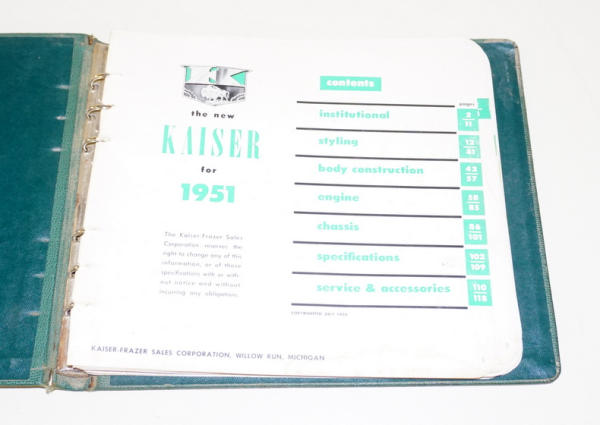 the new
KAISER
for
1951
The Kaiser-Frazer Sales
Corporation reserves the
right to change any of this
information, or of those
specifications with or with-
out notice and without
incurring any obligations.
contents
pages
institutional 2 11
styling 12 41
body construction 42 57
engine 58 85
chassis 86 101
specifications 102 109
service & accessories 110 118
KAISER-FRAZER SALES CORPORATION, WILLOW RUN, MICHIGAN